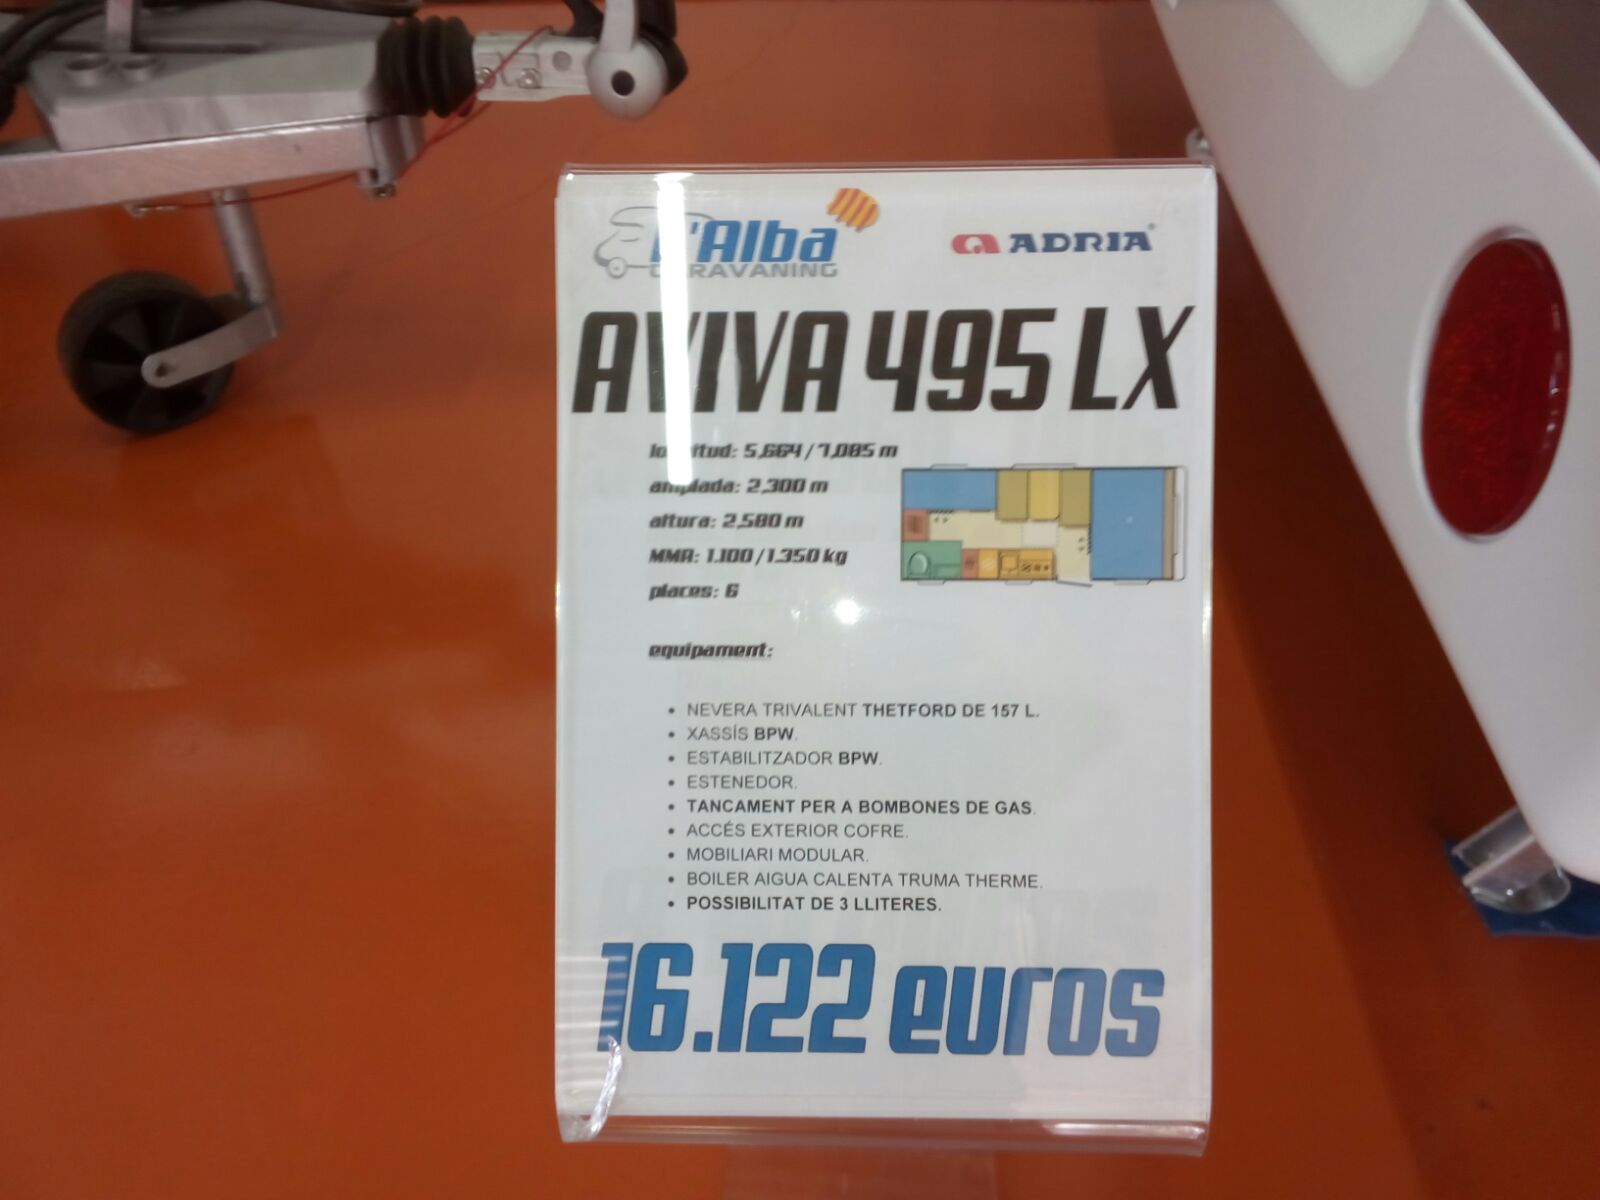 l'Alba
CARAVANING
ADRIA
AVIVA 495 LX
longitud: 5,664 / 7,085 m
amplada: 2,300 m
altura: 2,580 m
MMA: 1.100 / 1.350 kg
places: 6
equipament:
• NEVERA TRIVALENT THETFORD DE 157 L.
• XASSÍS BPW.
• ESTABILITZADOR BPW.
• ESTENEDOR.
• TANCAMENT PER A BOMBONES DE GAS.
• ACCÉS EXTERIOR COFRE.
• MOBILIARI MODULAR.
• BOILER AIGUA CALENTA TRUMA THERME.
• POSSIBILITAT DE 3 LLITERES.
16.122 euros